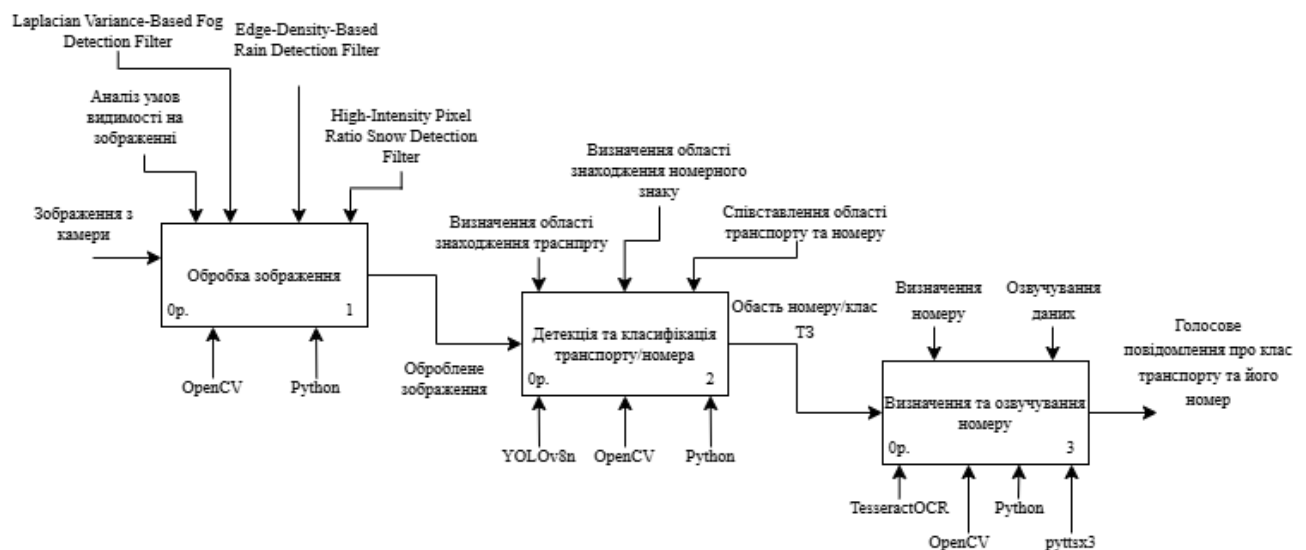 Laplacian Variance-Based Fog
Detection Filter
Edge-Density-Based
Rain Detection Filter
Аналіз умов
видимості на
зображенні
High-Intensity Pixel
Ratio Snow Detection
Filter
Зображення з
камери
Обробка зображення
0р.
1
OpenCV
Python
Оброблене
зображення
Визначення області
знаходження траснпрту
Визначення області
знаходження номерного
знаку
Співставлення області
транспорту та номеру
Детекція та класифікація
транспорту/номера
0р.
2
YOLOv8n
OpenCV
Python
Обасть номеру/клас
ТЗ
Визначення
номеру
Озвучування
даних
Визначення та озвучування
номеру
0р.
3
TesseractOCR
OpenCV
Python
pyttsx3
Голосове
повідомлення про клас
транспорту та його
номер